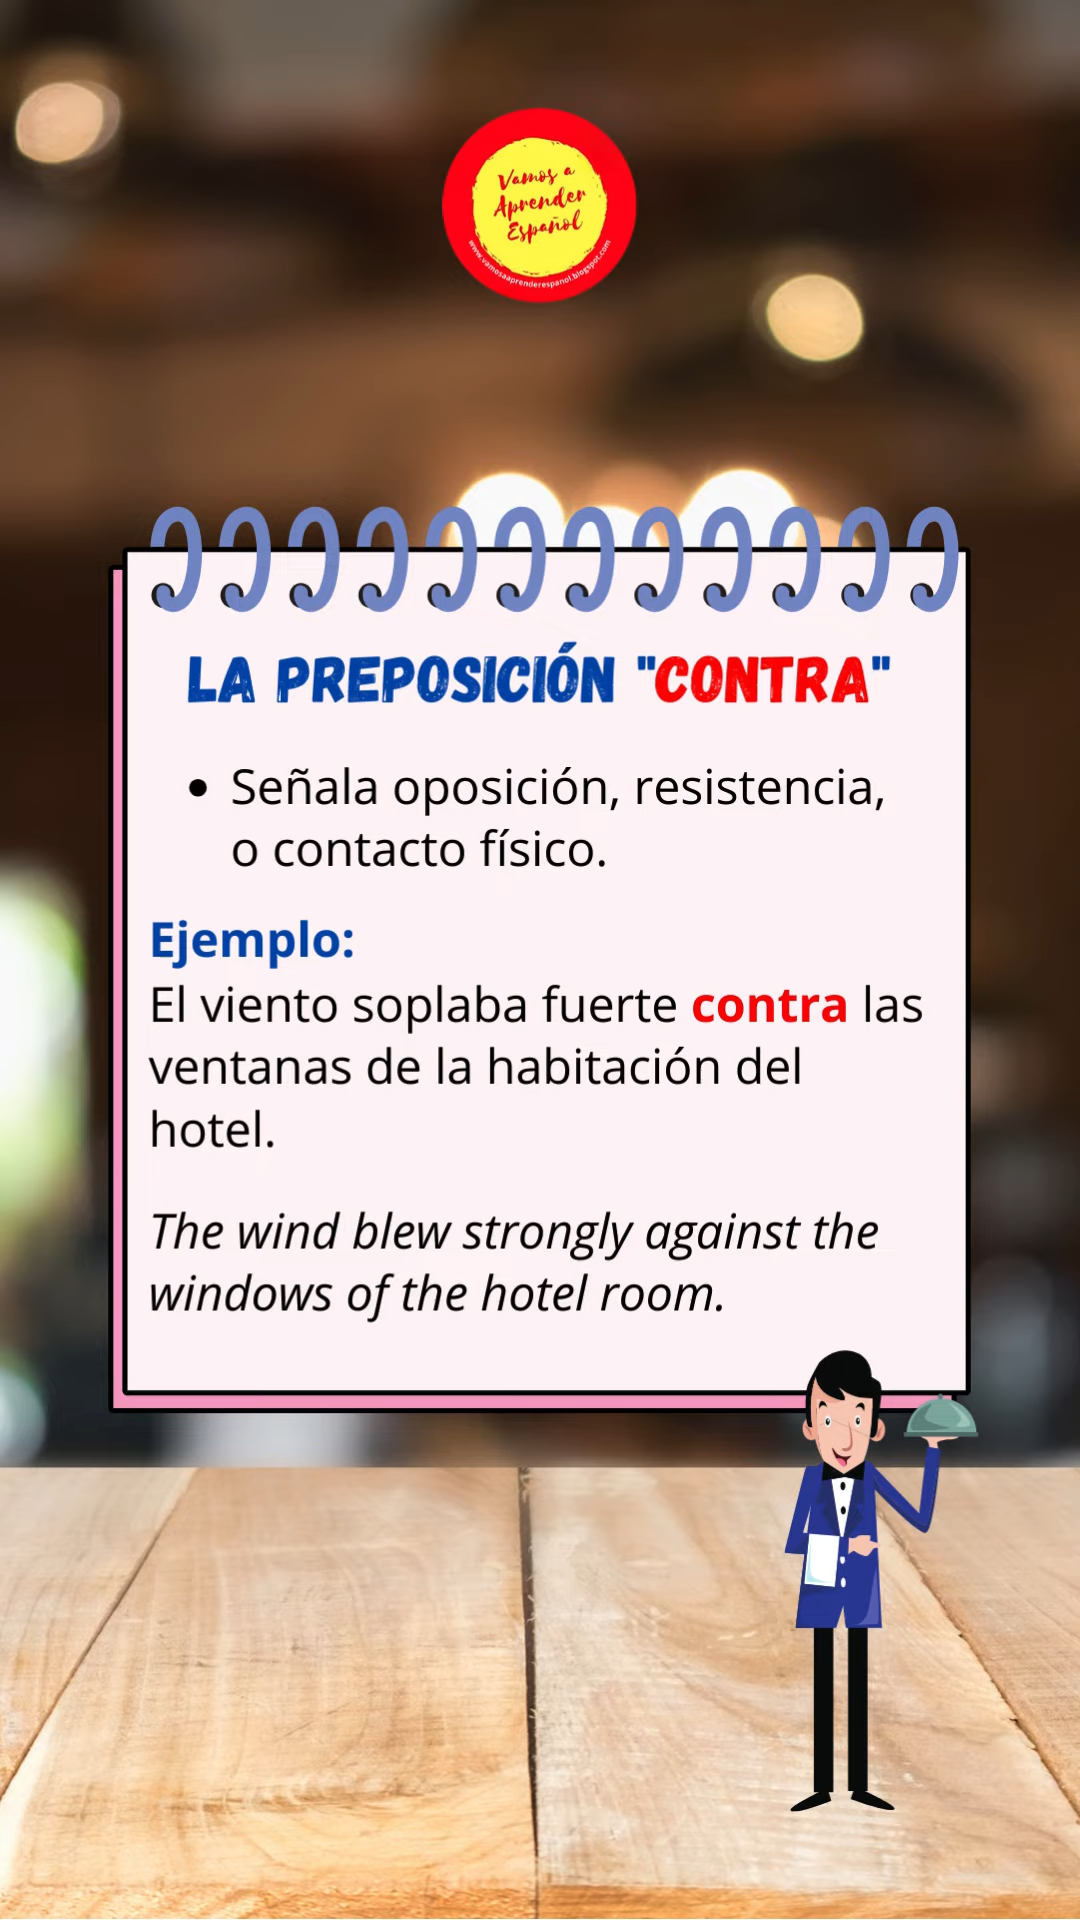 Vamos a
Aprender
Español
www.vamosaaprenderespanol.blogspot.com
LA PREPOSICIÓN "CONTRA"
• Señala oposición, resistencia,
o contacto físico.
Ejemplo:
El viento soplaba fuerte contra las
ventanas de la habitación del
hotel.
The wind blew strongly against the
windows of the hotel room.